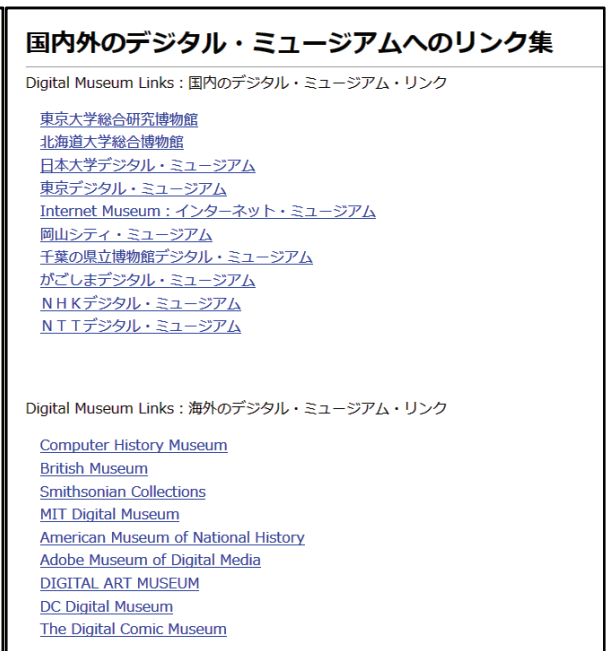 国内外のデジタル・ミュージアムへのリンク集
Digital Museum Links：国内のデジタル・ミュージアム・リンク
東京大学総合研究博物館
北海道大学総合博物館
日本大学デジタル・ミュージアム
東京デジタル・ミュージアム
Internet Museum：インターネット・ミュージアム
岡山シティ・ミュージアム
千葉の県立博物館デジタル・ミュージアム
がごしまデジタル・ミュージアム
ＮＨＫデジタル・ミュージアム
ＮＴＴデジタル・ミュージアム
Digital Museum Links：海外のデジタル・ミュージアム・リンク
Computer History Museum
British Museum
Smithsonian Collections
MIT Digital Museum
American Museum of National History
Adobe Museum of Digital Media
DIGITAL ART MUSEUM
DC Digital Museum
The Digital Comic Museum